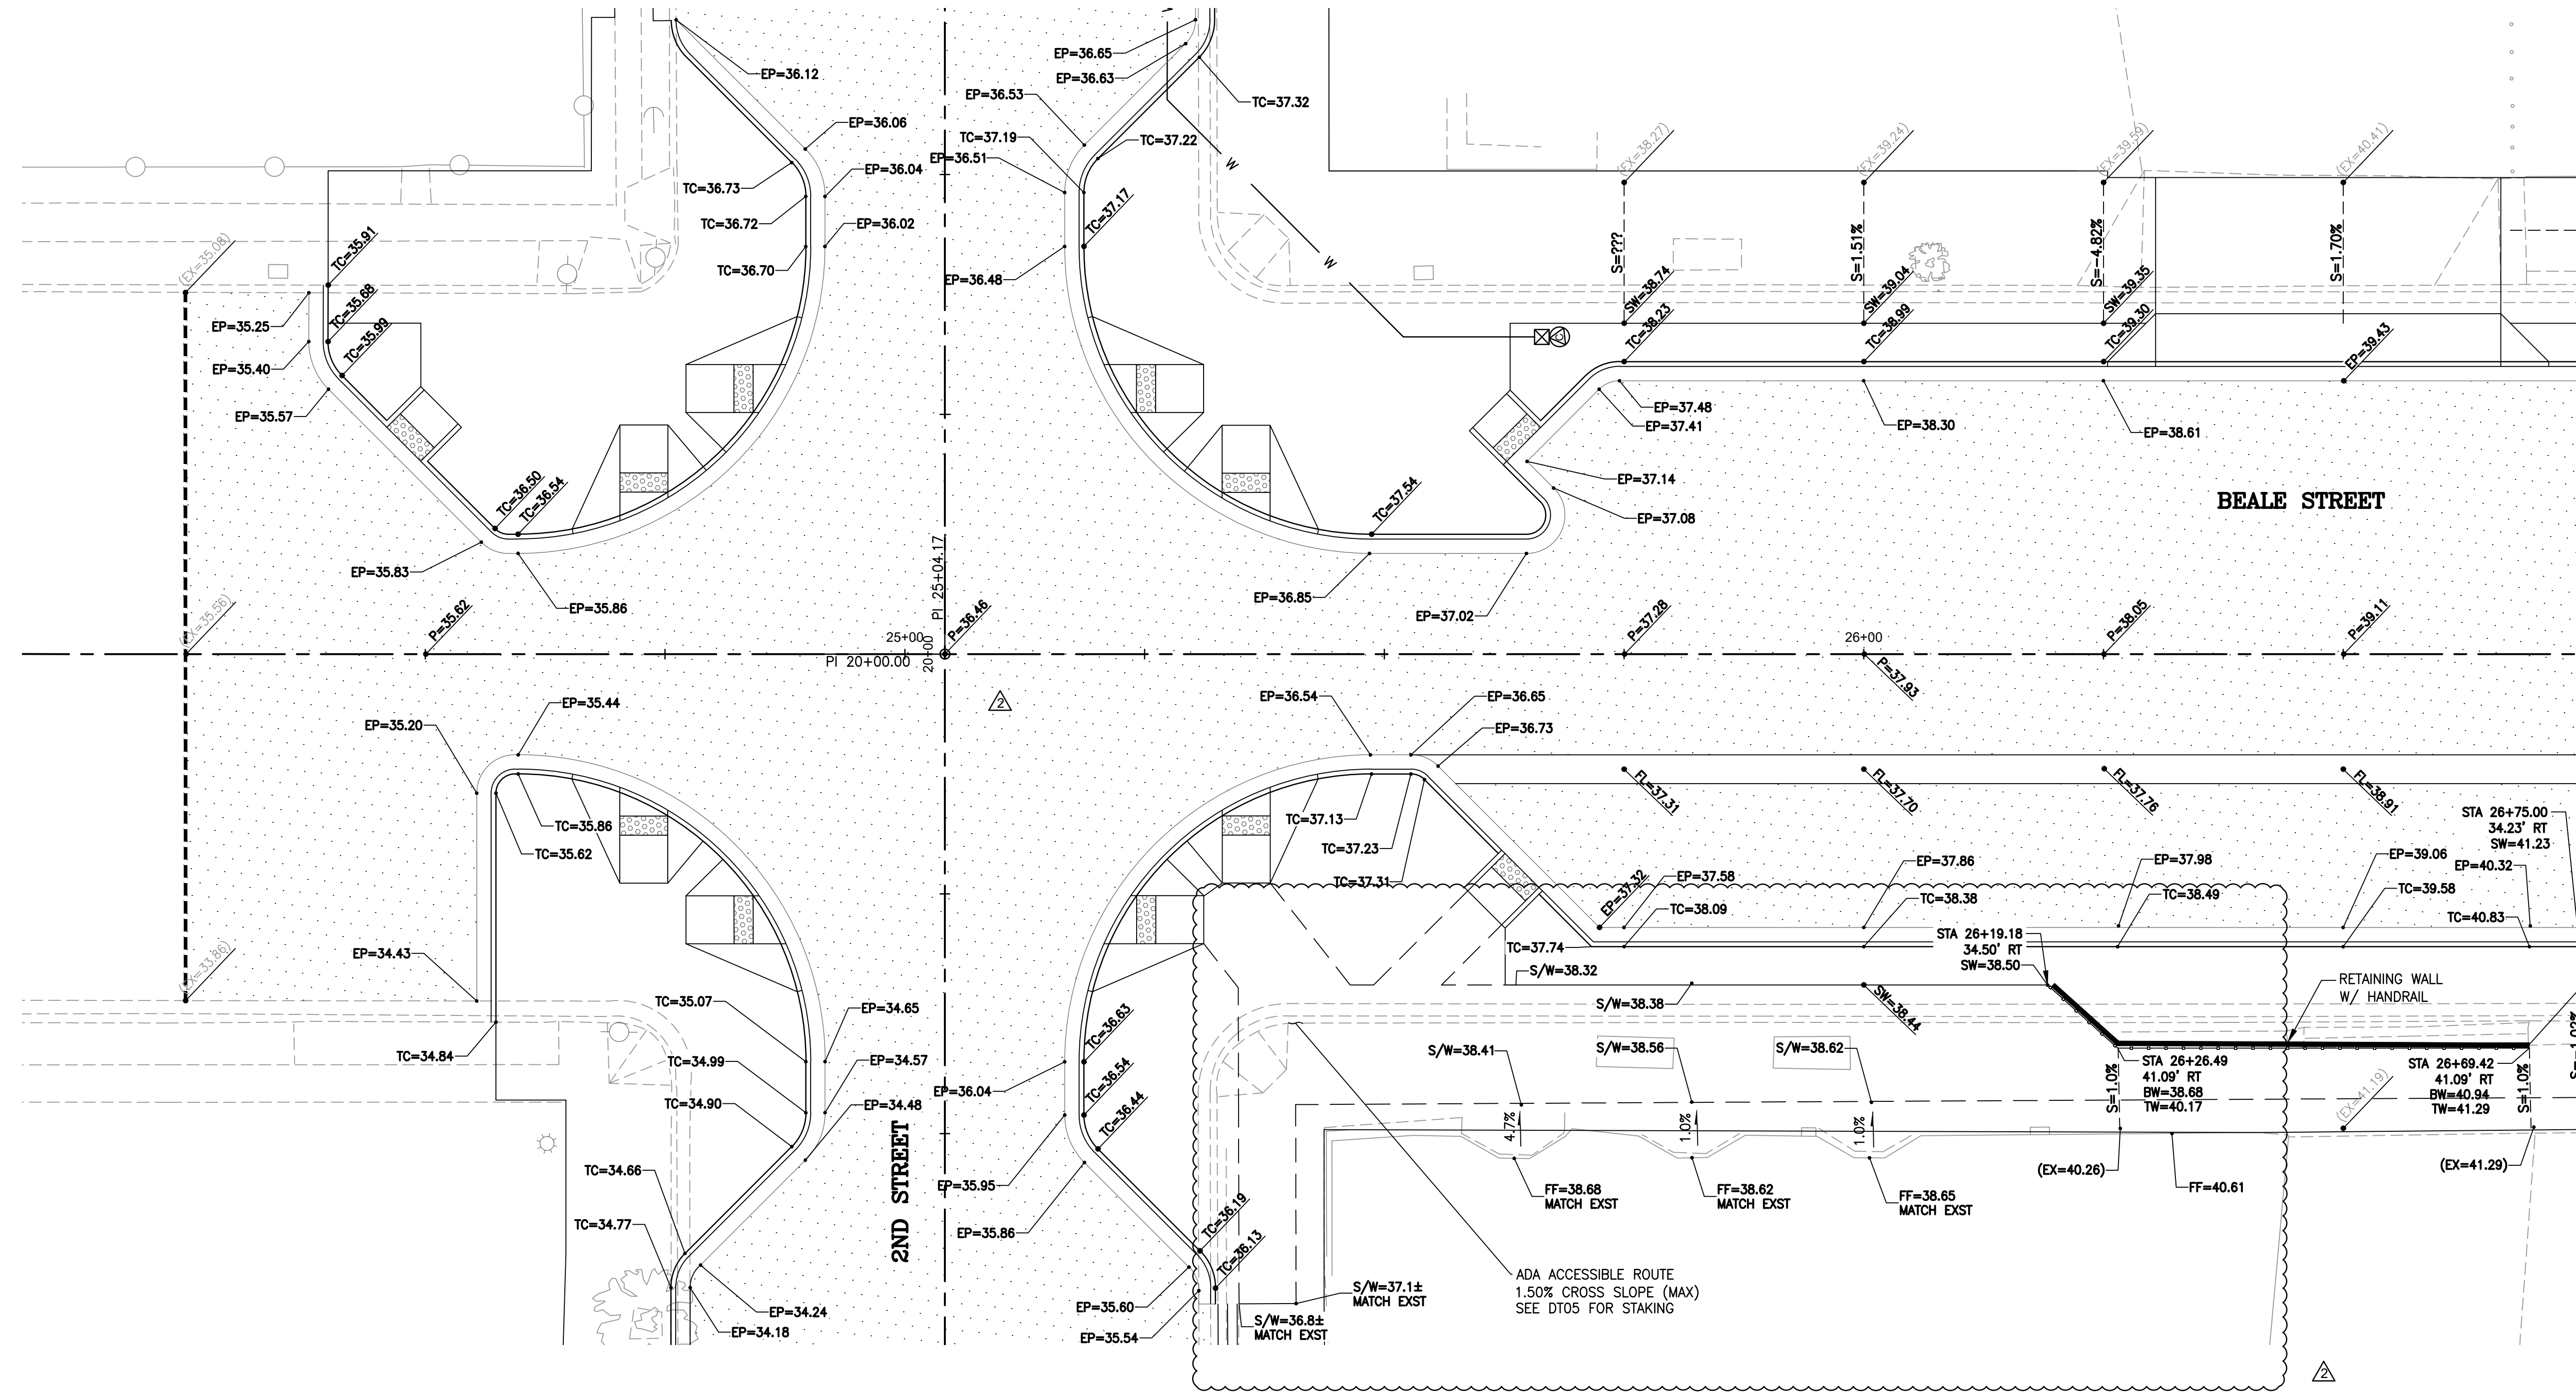 EP=36.12
EP=36.06
EP=36.04
EP=36.02
TC=36.73
TC=36.72
TC=36.70
EP=36.65
EP=36.63
EP=36.53
TC=37.32
TC=37.19
TC=37.22
EP=36.51
TC=37.17
EP=36.48
W
W
(EX=38.27)
(EX=39.24)
(EX=39.59)
(EX=40.41)
S=???
S=1.51%
S=-4.82%
S=1.70%
SW=38.74
SW=39.04
SW=39.35
TC=38.23
TC=38.99
TC=39.30
EP=39.43
(EX=35.08)
TC=35.91
TC=35.68
TC=35.99
EP=35.25
EP=35.40
EP=35.57
TC=36.50
TC=36.54
EP=35.83
EP=35.86
TC=37.54
EP=36.85
EP=37.02
EP=37.48
EP=37.41
EP=37.14
EP=37.08
EP=38.30
EP=38.61
BEALE STREET
(EX=35.56)
P=35.62
PI 25+04.17
25+00
PI 20+00.00
20+00
P=36.46
P=37.28
26+00
P=37.93
P=38.05
P=39.11
2
EP=35.44
EP=35.20
TC=35.86
TC=35.62
EP=34.43
(EX=33.86)
TC=34.84
TC=35.07
TC=34.99
TC=34.90
TC=34.66
TC=34.77
EP=34.65
EP=34.57
EP=34.48
EP=34.24
EP=34.18
2ND STREET
EP=36.54
EP=36.65
EP=36.73
TC=37.13
TC=37.23
TC=37.31
FL=37.31
FL=37.70
FL=37.76
FL=38.91
EP=37.32
EP=37.58
TC=38.09
EP=37.86
TC=38.38
EP=37.98
TC=38.49
EP=39.06
TC=39.58
STA 26+75.00
34.23' RT
SW=41.23
EP=40.32
TC=40.83
TC=37.74
S/W=38.32
STA 26+19.18
34.50' RT
SW=38.50
S/W=38.38
SW=38.44
RETAINING WALL
W/ HANDRAIL
TC=36.63
TC=36.54
TC=36.44
EP=36.04
EP=35.95
EP=35.86
TC=36.19
TC=36.13
EP=35.60
EP=35.54
S/W=38.41
S/W=38.56
S/W=38.62
4.7%
1.0%
1.0%
FF=38.68
MATCH EXST
FF=38.62
MATCH EXST
FF=38.65
MATCH EXST
S=1.0%
STA 26+26.49
41.09' RT
BW=38.68
TW=40.17
(EX=40.26)
FF=40.61
(EX=41.19)
STA 26+69.42
41.09' RT
BW=40.94
TW=41.29
S=1.0%
(EX=41.29)
ADA ACCESSIBLE ROUTE
1.50% CROSS SLOPE (MAX)
SEE DT05 FOR STAKING
S/W=37.1±
MATCH EXST
S/W=36.8±
MATCH EXST
2